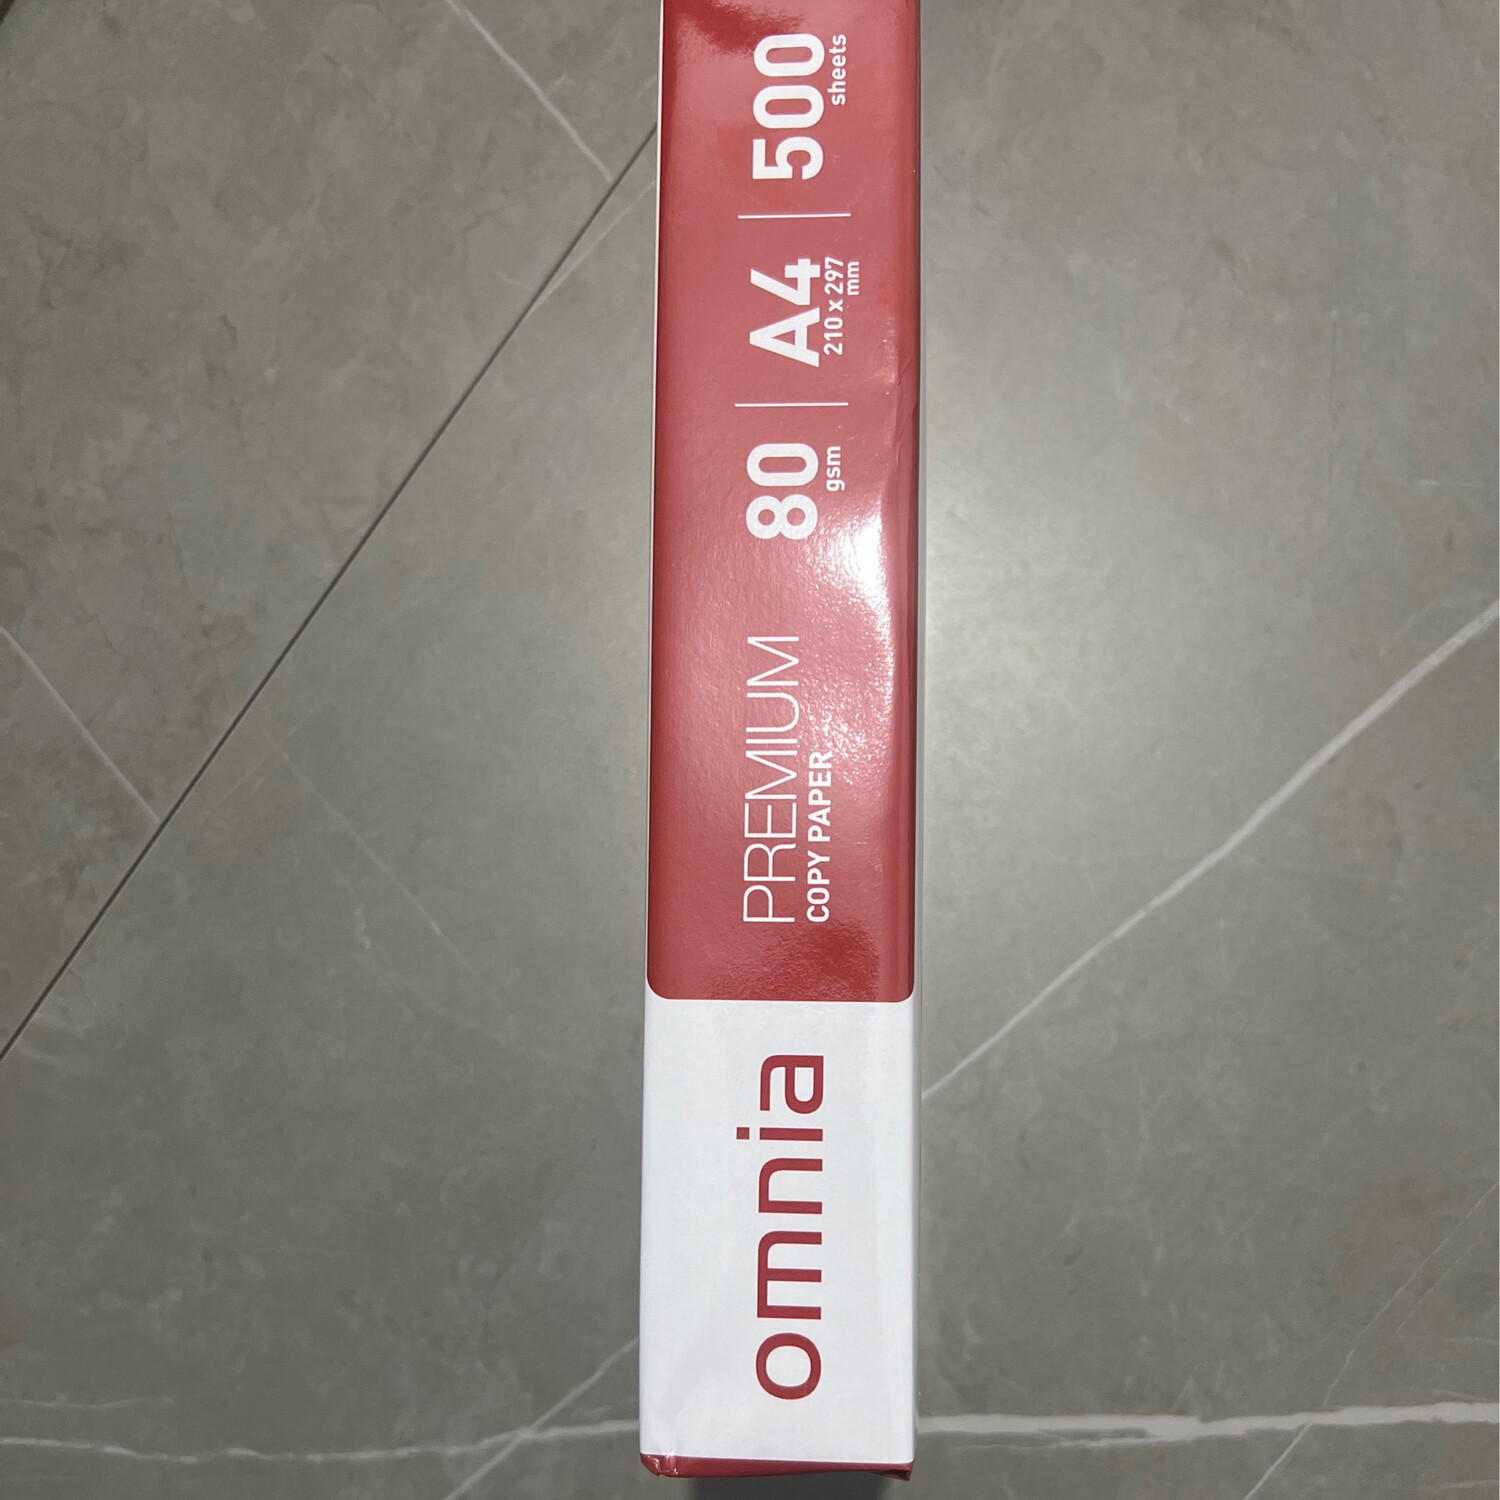 omnia
PREMIUM
COPY PAPER
80
gsm
A4
210 x 297
mm
500
sheets